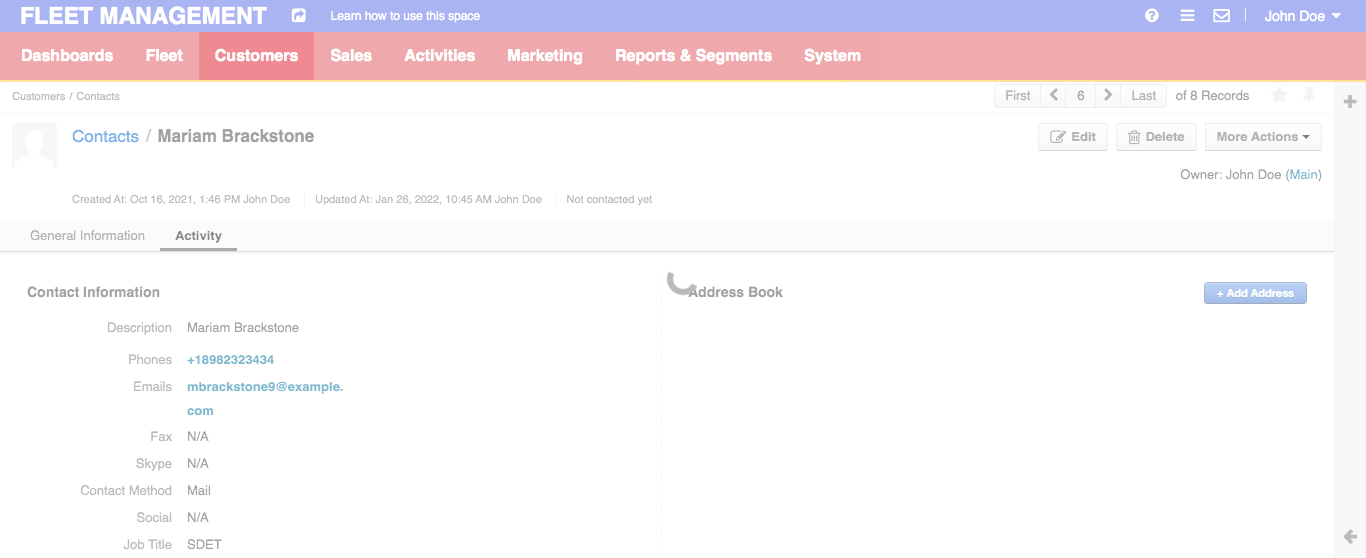 FLEET MANAGEMENT Learn how to use this space John Doe
Dashboards Fleet Customers Sales Activities Marketing Reports & Segments System
Customers / Contacts First 6 Last of 8 Records
Contacts / Mariam Brackstone Edit Delete More Actions
Owner: John Doe (Main)
Created At: Oct 16, 2021, 1:46 PM John Doe Updated At: Jan 26, 2022, 10:45 AM John Doe Not contacted yet
General Information Activity
Contact Information
Description Mariam Brackstone
Phones +18982323434
Emails mbrackstone9@example.
com
Fax N/A
Skype N/A
Contact Method Mail
Social N/A
Job Title SDET
Address Book + Add Address